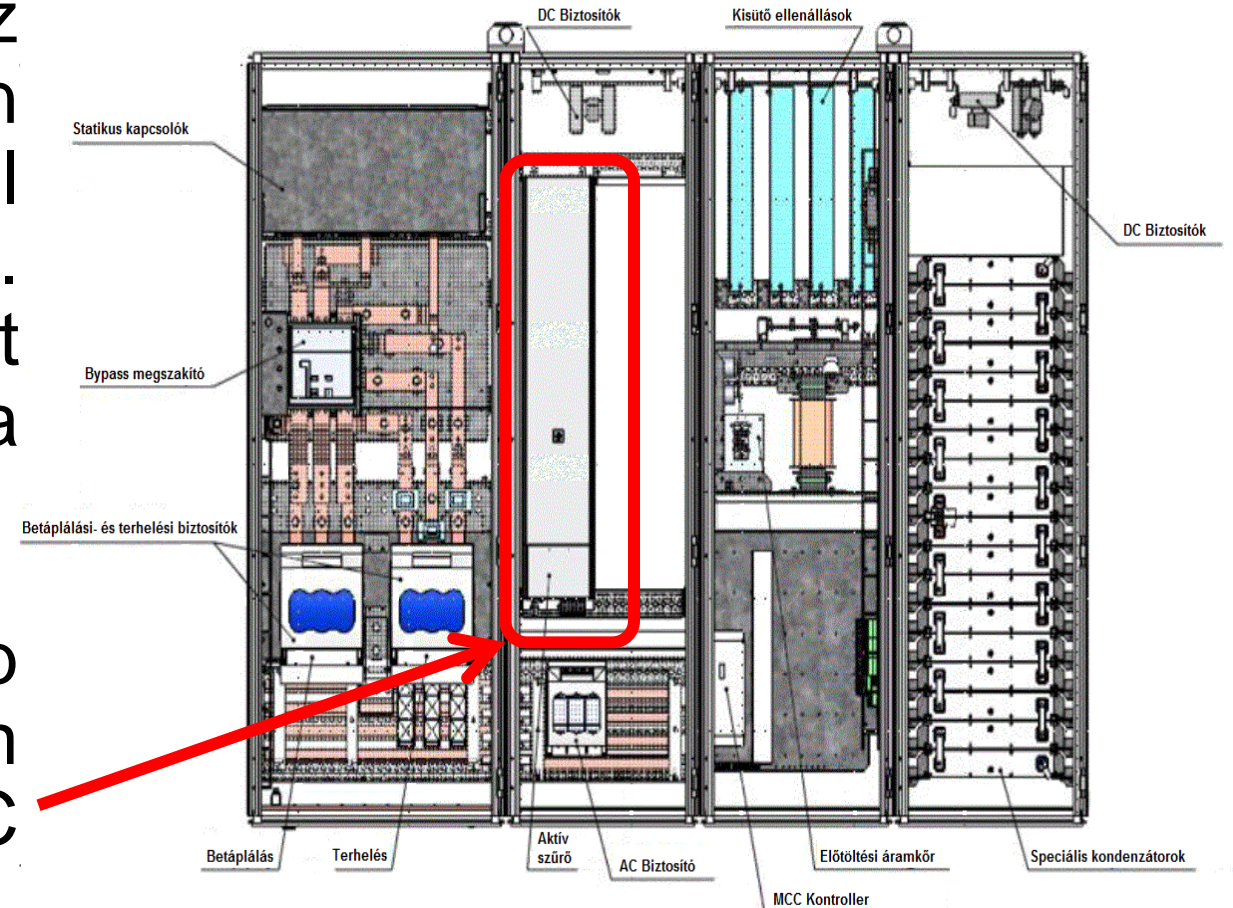 z
n
l
.
t
a
o
n
C
DC Biztosítók
Kisütő ellenállások
Statikus kapcsolók
DC Biztosítók
Bypass megszakító
Betáplálási- és terhelési biztosítók
Betáplálás
Terhelés
Aktív
szűrő
AC Biztosító
Előtöltési áramkőr
Speciális kondenzátorok
MCC Kontroller